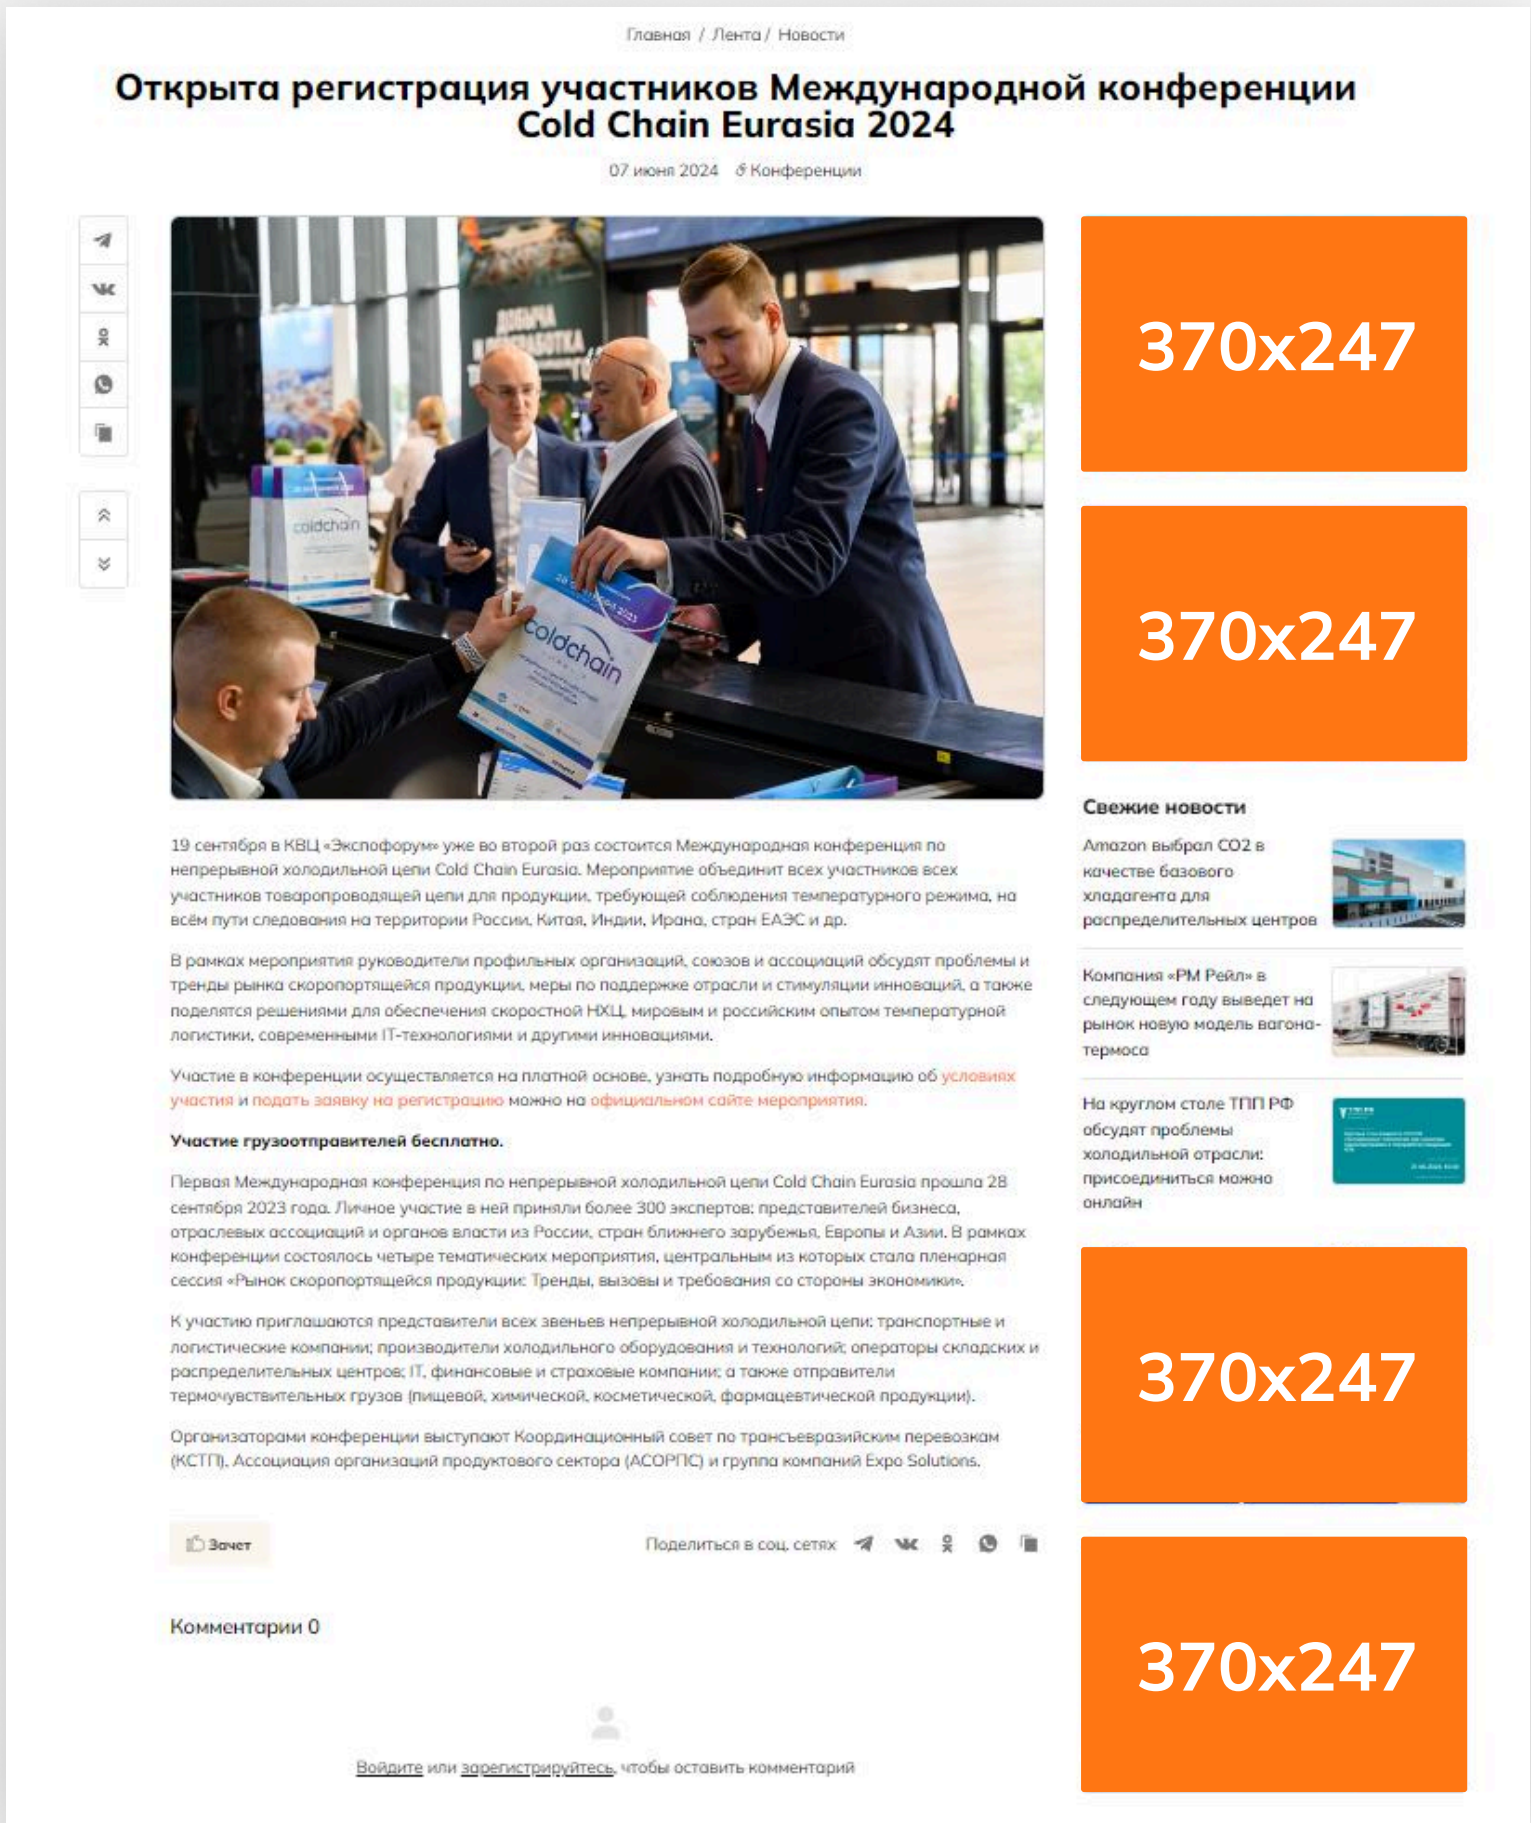 Главная / Лента / Новости
Открыта регистрация участников Международной конференции
Cold Chain Eurasia 2024
07 июня 2024 Конференции
ДОБЫЧА
coldchain
coldchain
19 сентября в КВЦ «Экспофорум» уже во второй раз состоится Международная конференция по
непрерывной холодильной цепи Cold Chain Eurasia. Мероприятие объединит всех участников всех
участников товаропроводящей цепи для продукции, требующей соблюдения температурного режима, на
всём пути следования на территории России, Китая, Индии, Ирана, стран ЕАЭС и др.
В рамках мероприятия руководители профильных организаций, союзов и ассоциаций обсудят проблемы и
тренды рынка скоропортящейся продукции, меры по поддержке отрасли и стимуляции инноваций, а также
поделятся решениями для обеспечения скоростной НХЦ, мировым и российским опытом температурной
логистики, современными IT-технологиями и другими инновациями.
Участие в конференции осуществляется на платной основе, узнать подробную информацию об условиях
участия и подать заявку на регистрацию можно на официальном сайте мероприятия.
Участие грузоотправителей бесплатно.
Первая Международная конференция по непрерывной холодильной цепи Cold Chain Eurasia прошла 28
сентября 2023 года. Личное участие в ней приняли более 300 экспертов: представителей бизнеса,
отраслевых ассоциаций и органов власти из России, стран ближнего зарубежья, Европы и Азии. В рамках
конференции состоялось четыре тематических мероприятия, центральным из которых стала пленарная
сессия «Рынок скоропортящейся продукции: Тренды, вызовы и требования со стороны экономики».
К участию приглашаются представители всех звеньев непрерывной холодильной цепи: транспортные и
логистические компании; производители холодильного оборудования и технологий; операторы складских и
распределительных центров; IT, финансовые и страховые компании; а также отправители
термочувствительных грузов (пищевой, химической, косметической, фармацевтической продукции).
Организаторами конференции выступают Координационный совет по трансъевразийским перевозкам
(КСТП), Ассоциация организаций продуктового сектора (АСОРПС) и группа компаний Expo Solutions.
Зачет
Поделиться в соц. сетях
Комментарии 0
Войдите или зарегистрируйтесь, чтобы оставить комментарий
370x247
370x247
Свежие новости
Amazon выбрал CO2 в
качестве базового
хладагента для
распределительных центров
Компания «РМ Рейл» в
следующем году выведет на
рынок новую модель вагона-
термоса
На круглом столе ТПП РФ
обсудят проблемы
холодильной отрасли:
присоединиться можно
онлайн
370x247
370x247